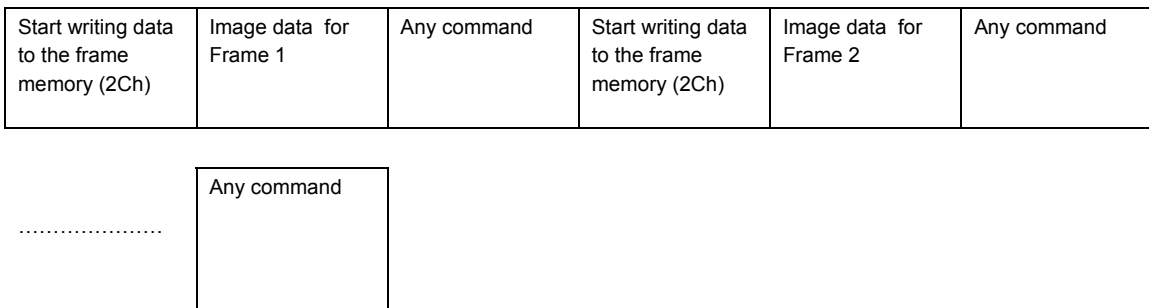 Start writing data
to the frame
memory (2Ch)
Image data for
Frame 1
Any command
Start writing data
to the frame
memory (2Ch)
Image data for
Frame 2
Any command
…………………
Any command